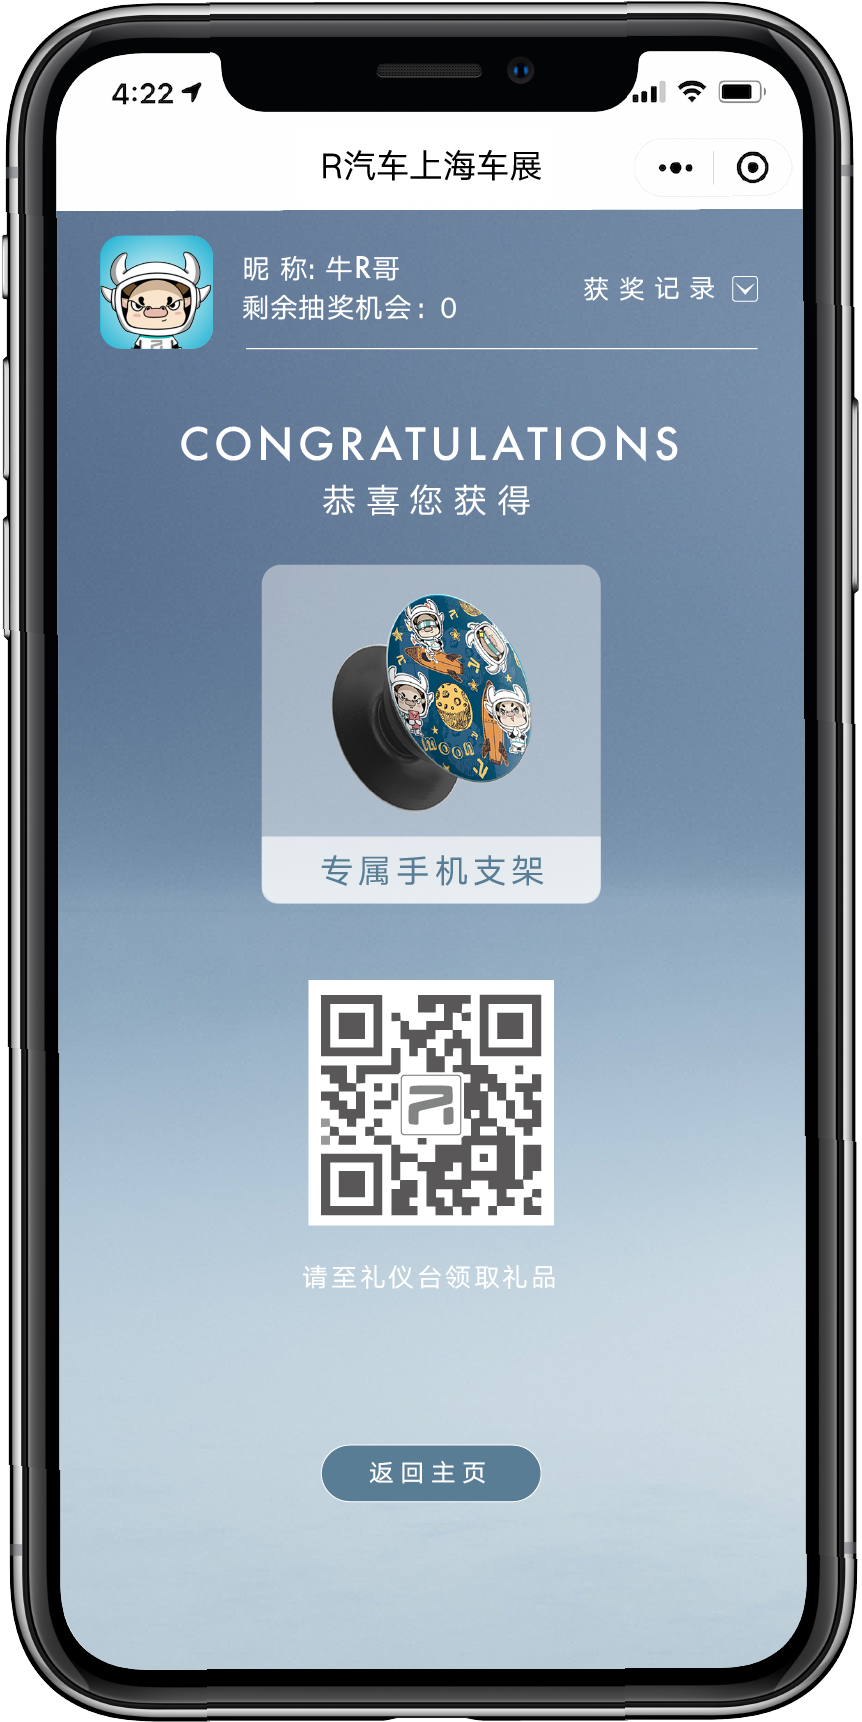 4:22
R汽车上海车展
昵 称: 牛R哥
剩余抽奖机会: 0
获奖记录
CONGRATULATIONS
恭喜您获得
moon
专属手机支架
请至礼仪台领取礼品
返回主页